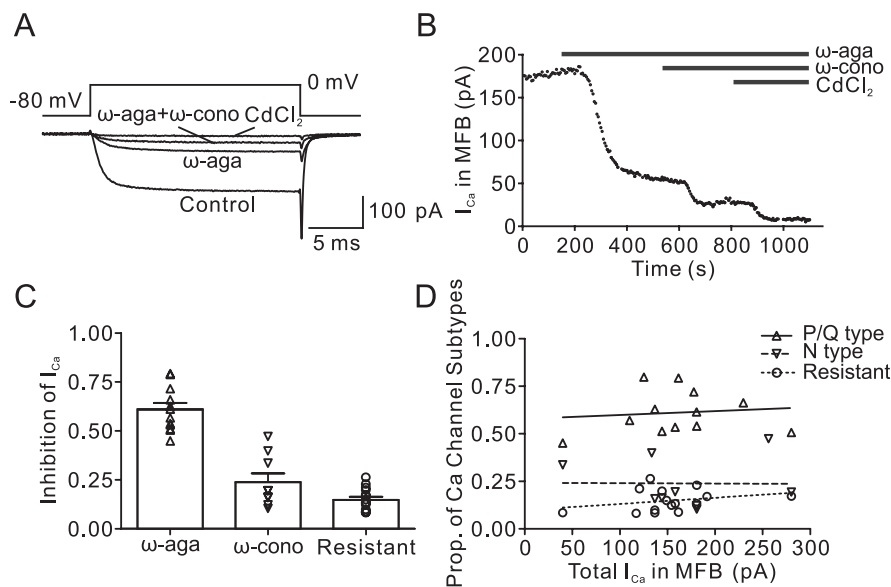 A
-80 mV
0 mV
ω-aga+ω-cono CdCl₂
ω-aga
Control
100 pA
5 ms
B
I_Ca in MFB (pA)
200
150
100
50
0
0 200 400 600 800 1000
Time (s)
ω-aga
ω-cono
CdCl₂
C
Inhibition of I_Ca
1.00
0.75
0.50
0.25
0.00
ω-aga ω-cono Resistant
D
Prop. of Ca Channel Subtypes
1.00
0.75
0.50
0.25
0.00
0 50 100 150 200 250 300
Total I_Ca in MFB (pA)
P/Q type
N type
Resistant